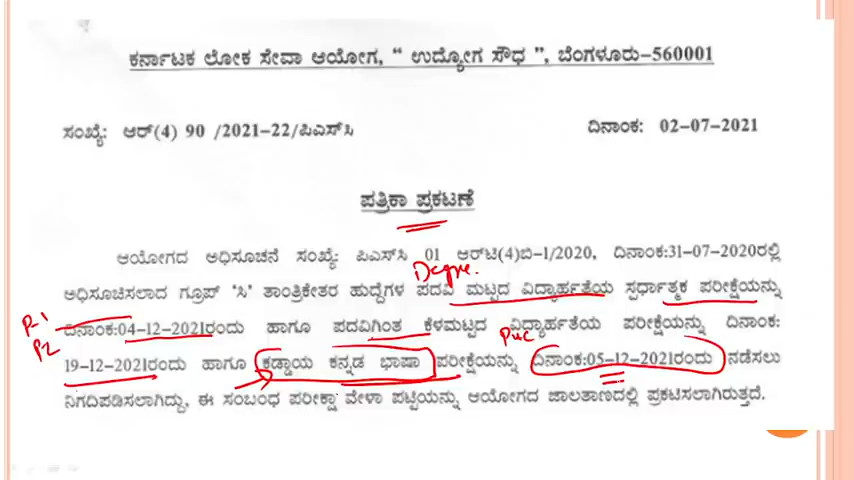 ಕರ್ನಾಟಕ ಲೋಕ ಸೇವಾ ಆಯೋಗ, “ ಉದ್ಯೋಗ ಸೌಧ ”, ಬೆಂಗಳೂರು-560001
ಸಂಖ್ಯೆ: ಆರ್(4) 90 /2021-22/ಪಿಎಸ್‌ಸಿ ದಿನಾಂಕ: 02-07-2021
ಪತ್ರಿಕಾ ಪ್ರಕಟಣೆ
ಆಯೋಗದ ಅಧಿಸೂಚನೆ ಸಂಖ್ಯೆ: ಪಿಎಸ್‌ಸಿ 01 ಆರ್‌ಟಿ(4)ಬಿ-1/2020, ದಿನಾಂಕ:31-07-2020ರಲ್ಲಿ
Degree.
ಅಧಿಸೂಚಿಸಲಾದ ಗ್ರೂಪ್ ‘ಸಿ’ ತಾಂತ್ರಿಕೇತರ ಹುದ್ದೆಗಳ ಪದವಿ ಮಟ್ಟದ ವಿದ್ಯಾರ್ಹತೆಯ ಸ್ಪರ್ಧಾತ್ಮಕ ಪರೀಕ್ಷೆಯನ್ನು
P-1
ದಿನಾಂಕ:04-12-2021ರಂದು ಹಾಗೂ ಪದವಿಗಿಂತ ಕೆಳಮಟ್ಟದ ವಿದ್ಯಾರ್ಹತೆಯ ಪರೀಕ್ಷೆಯನ್ನು ದಿನಾಂಕ:
P2 PUC
19-12-2021ರಂದು ಹಾಗೂ ಕಡ್ಡಾಯ ಕನ್ನಡ ಭಾಷಾ ಪರೀಕ್ಷೆಯನ್ನು ದಿನಾಂಕ:05-12-2021ರಂದು ನಡೆಸಲು
ನಿಗದಿಪಡಿಸಲಾಗಿದ್ದು, ಈ ಸಂಬಂಧ ಪರೀಕ್ಷಾ ವೇಳಾ ಪಟ್ಟಿಯನ್ನು ಆಯೋಗದ ಜಾಲತಾಣದಲ್ಲಿ ಪ್ರಕಟಿಸಲಾಗಿರುತ್ತದೆ.